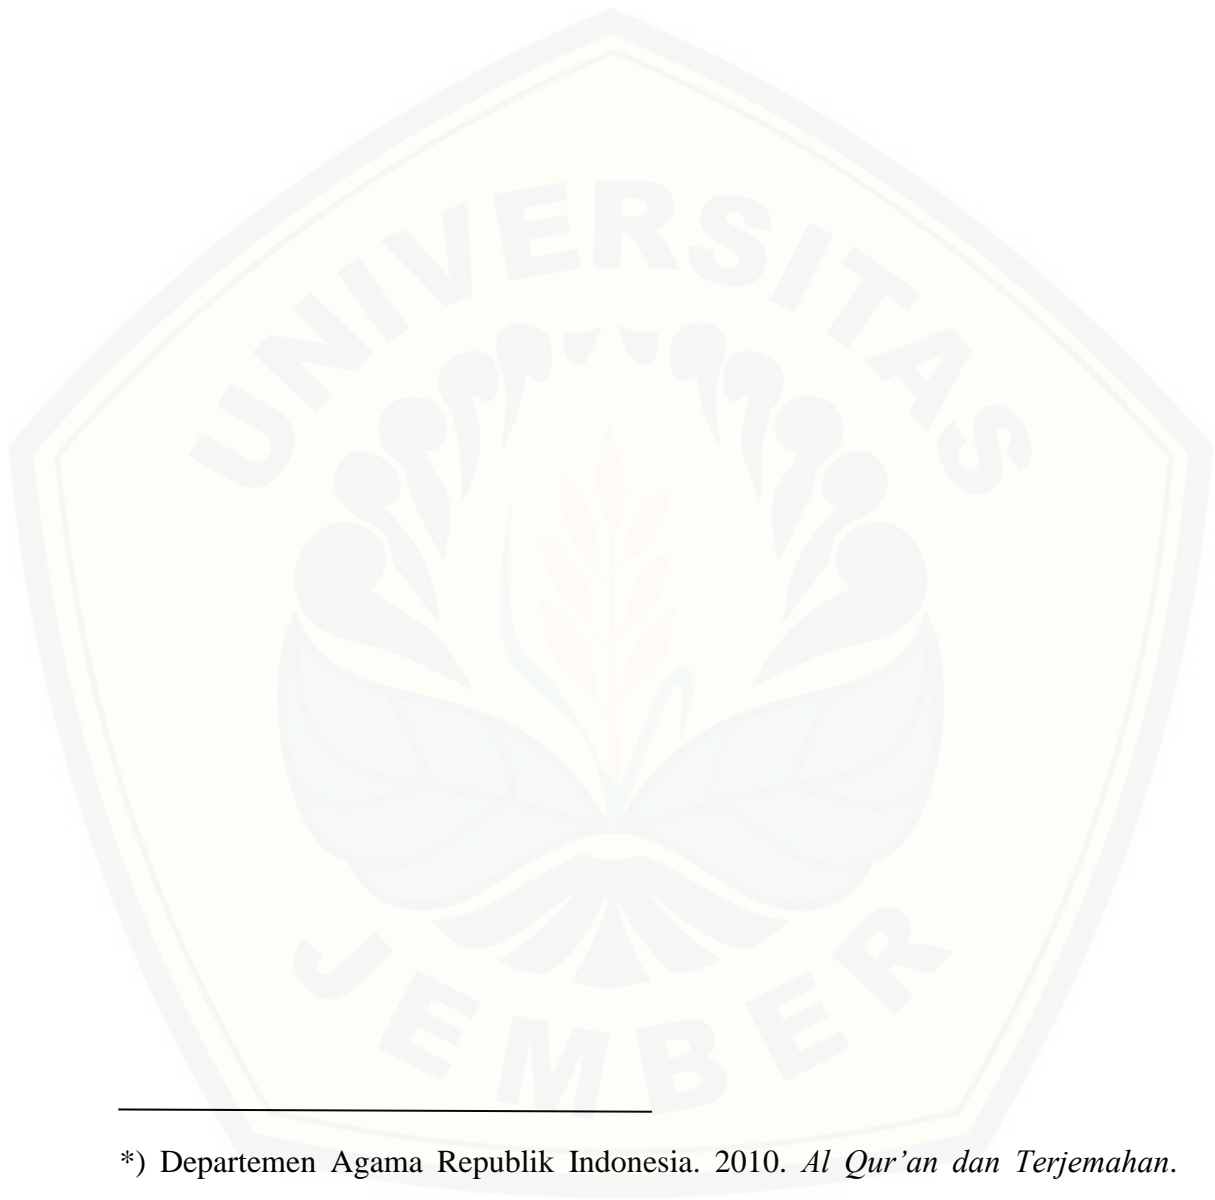 UNIVERSITAS
JEMBER
*) Departemen Agama Republik Indonesia. 2010. Al Qur’an dan Terjemahan.